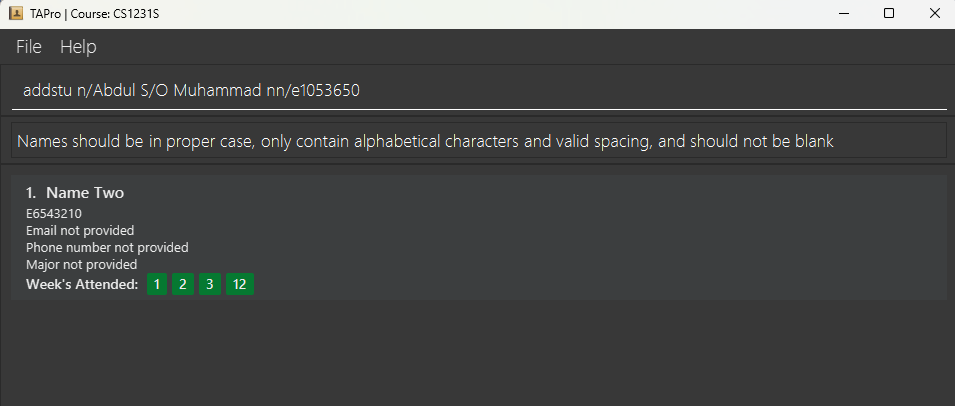 TAPro | Course: CS1231S
File Help
addstu n/Abdul S/O Muhammad nn/e1053650
Names should be in proper case, only contain alphabetical characters and valid spacing, and should not be blank
1. Name Two
E6543210
Email not provided
Phone number not provided
Major not provided
Week's Attended: 1 2 3 12